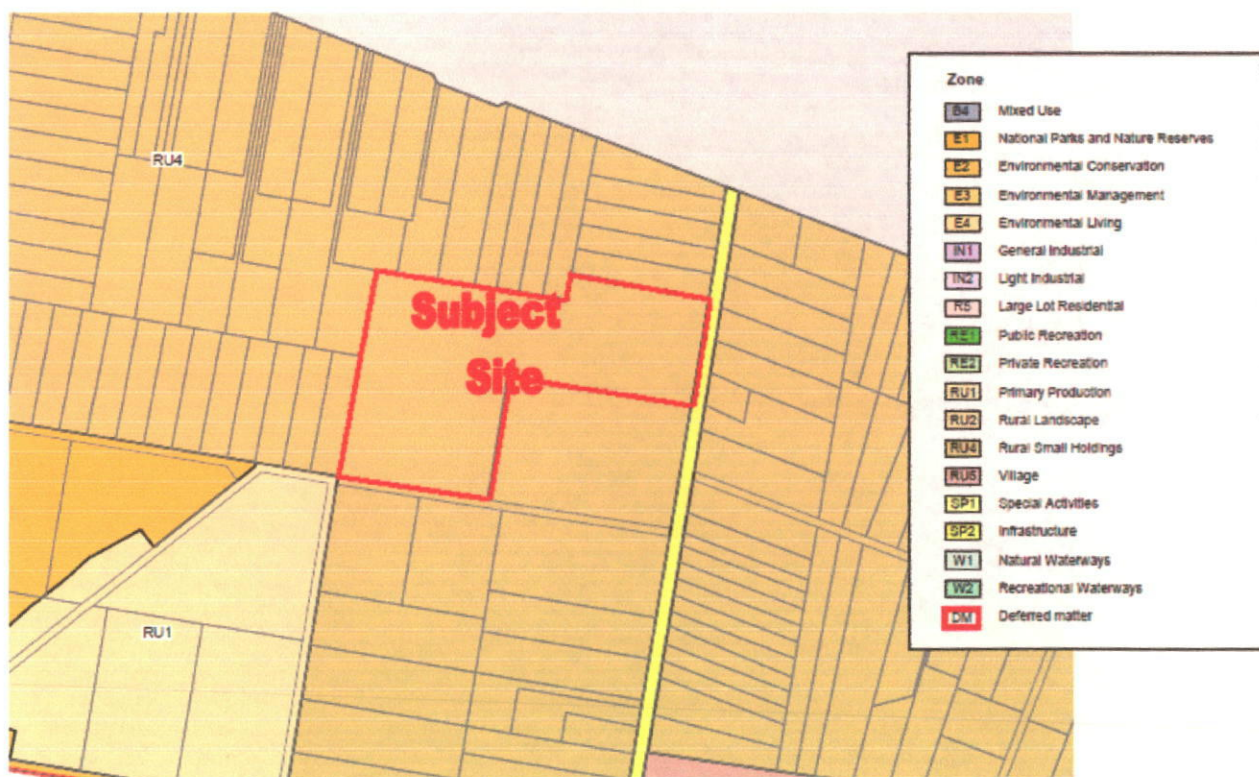 RU4
Subject
Site
RU1
Zone
B4 Mixed Use
E1 National Parks and Nature Reserves
E2 Environmental Conservation
E3 Environmental Management
E4 Environmental Living
IN1 General Industrial
IN2 Light Industrial
R5 Large Lot Residential
RE1 Public Recreation
RE2 Private Recreation
RU1 Primary Production
RU2 Rural Landscape
RU4 Rural Small Holdings
RU5 Village
SP1 Special Activities
SP2 Infrastructure
W1 Natural Waterways
W2 Recreational Waterways
DM Deferred matter